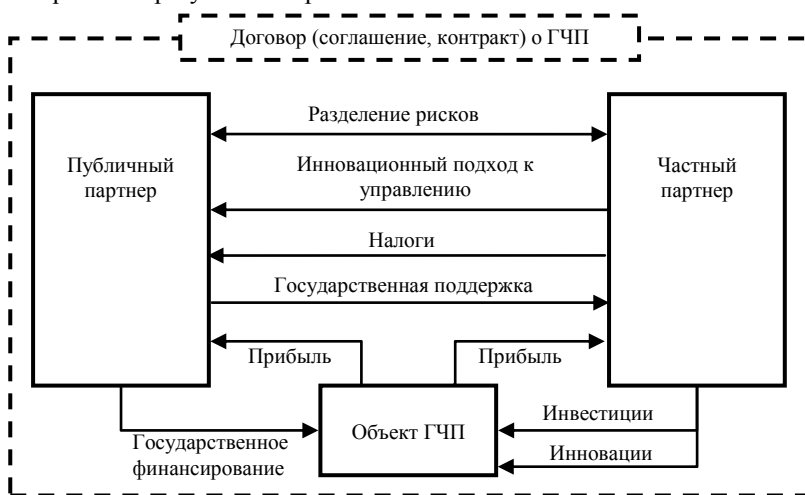 Договор (соглашение, контракт) о ГЧП
Публичный
партнер
Разделение рисков
Инновационный подход к
управлению
Налоги
Государственная поддержка
Частный
партнер
Прибыль
Прибыль
Государственное
финансирование
Объект ГЧП
Инвестиции
Инновации